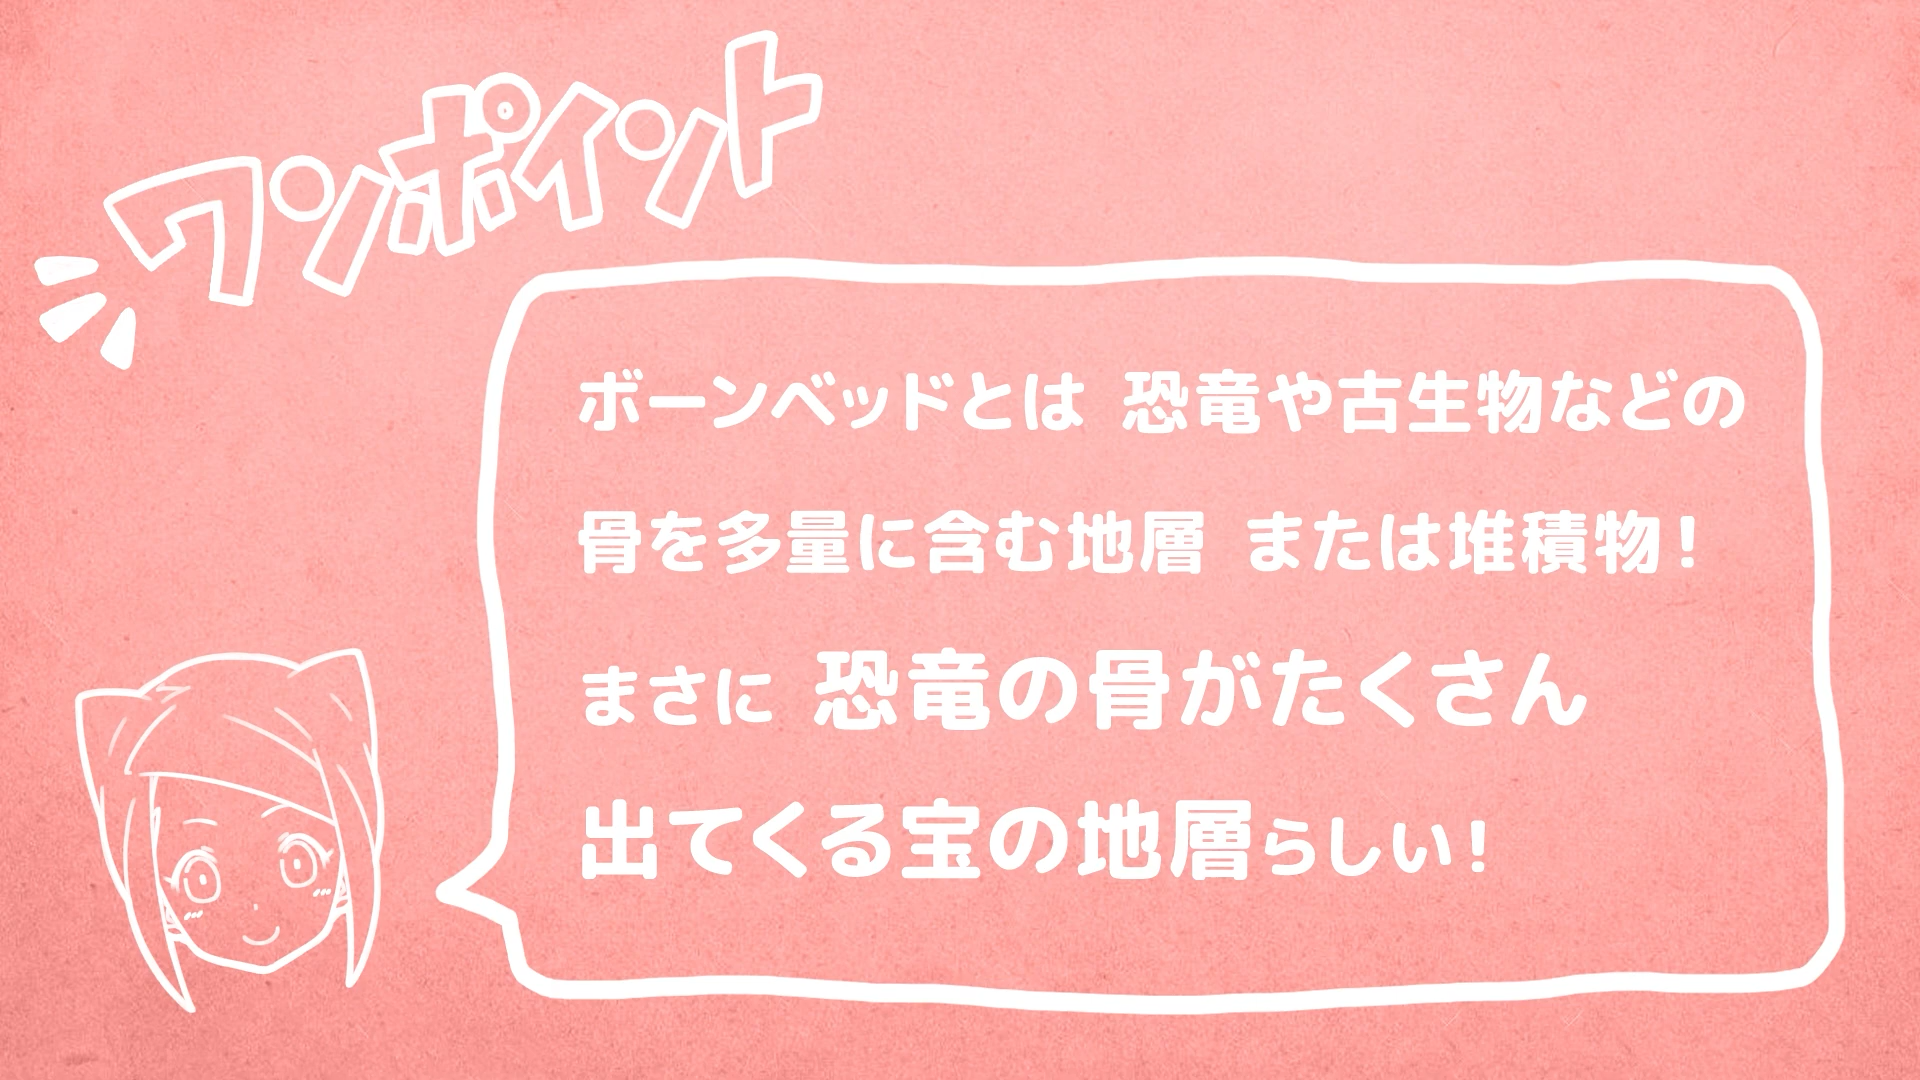 ワンポイント
ボーンベッドとは 恐竜や古生物などの
骨を多量に含む地層 または堆積物！
まさに 恐竜の骨がたくさん
出てくる宝の地層らしい！